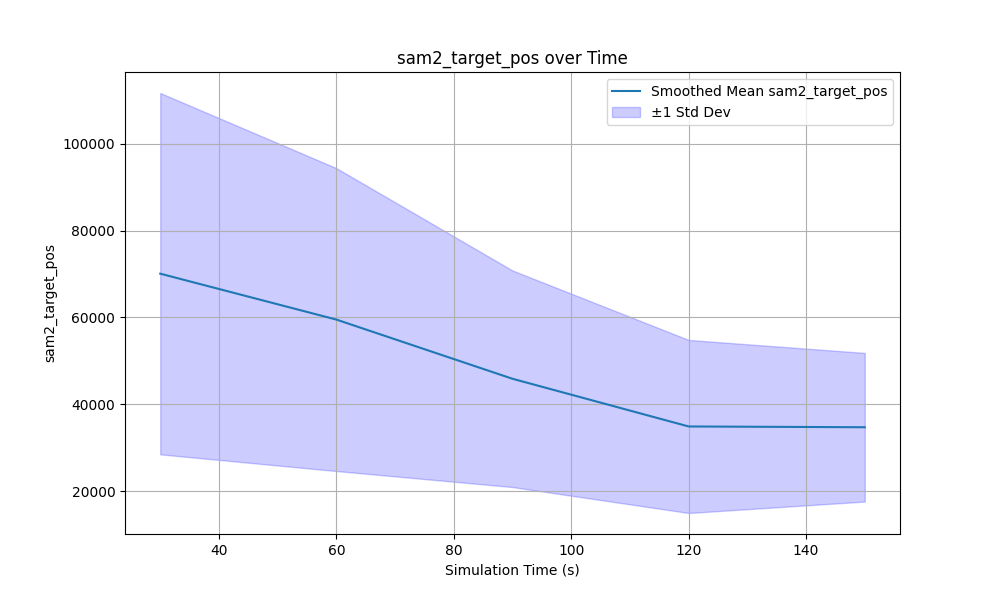 sam2_target_pos over Time
Smoothed Mean sam2_target_pos
±1 Std Dev
sam2_target_pos
100000
80000
60000
40000
20000
40 60 80 100 120 140
Simulation Time (s)